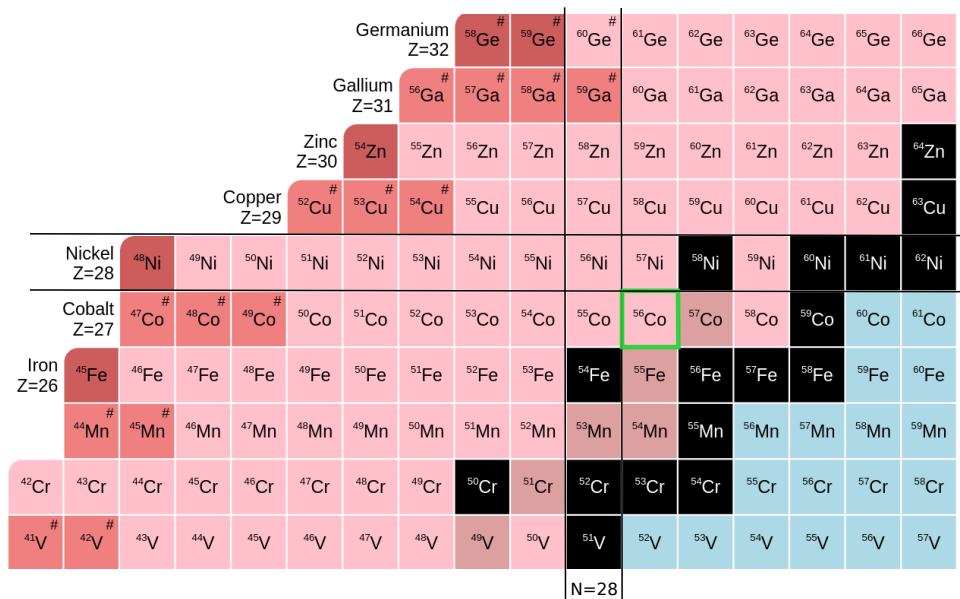 Germanium Z=32 ⁵⁸Ge # ⁵⁹Ge # ⁶⁰Ge # ⁶¹Ge ⁶²Ge ⁶³Ge ⁶⁴Ge ⁶⁵Ge ⁶⁶Ge
Gallium Z=31 ⁵⁶Ga # ⁵⁷Ga # ⁵⁸Ga # ⁵⁹Ga # ⁶⁰Ga ⁶¹Ga ⁶²Ga ⁶³Ga ⁶⁴Ga ⁶⁵Ga
Zinc Z=30 ⁵⁴Zn ⁵⁵Zn ⁵⁶Zn ⁵⁷Zn ⁵⁸Zn ⁵⁹Zn ⁶⁰Zn ⁶¹Zn ⁶²Zn ⁶³Zn ⁶⁴Zn
Copper Z=29 ⁵²Cu # ⁵³Cu # ⁵⁴Cu # ⁵⁵Cu ⁵⁶Cu ⁵⁷Cu ⁵⁸Cu ⁵⁹Cu ⁶⁰Cu ⁶¹Cu ⁶²Cu ⁶³Cu
Nickel Z=28 ⁴⁸Ni ⁴⁹Ni ⁵⁰Ni ⁵¹Ni ⁵²Ni ⁵³Ni ⁵⁴Ni ⁵⁵Ni ⁵⁶Ni ⁵⁷Ni ⁵⁸Ni ⁵⁹Ni ⁶⁰Ni ⁶¹Ni ⁶²Ni
Cobalt Z=27 ⁴⁷Co # ⁴⁸Co # ⁴⁹Co # ⁵⁰Co ⁵¹Co ⁵²Co ⁵³Co ⁵⁴Co ⁵⁵Co ⁵⁶Co ⁵⁷Co ⁵⁸Co ⁵⁹Co ⁶⁰Co ⁶¹Co
Iron Z=26 ⁴⁵Fe ⁴⁶Fe ⁴⁷Fe ⁴⁸Fe ⁴⁹Fe ⁵⁰Fe ⁵¹Fe ⁵²Fe ⁵³Fe ⁵⁴Fe ⁵⁵Fe ⁵⁶Fe ⁵⁷Fe ⁵⁸Fe ⁵⁹Fe ⁶⁰Fe
⁴⁴Mn # ⁴⁵Mn # ⁴⁶Mn ⁴⁷Mn ⁴⁸Mn ⁴⁹Mn ⁵⁰Mn ⁵¹Mn ⁵²Mn ⁵³Mn ⁵⁴Mn ⁵⁵Mn ⁵⁶Mn ⁵⁷Mn ⁵⁸Mn ⁵⁹Mn
⁴²Cr ⁴³Cr ⁴⁴Cr ⁴⁵Cr ⁴⁶Cr ⁴⁷Cr ⁴⁸Cr ⁴⁹Cr ⁵⁰Cr ⁵¹Cr ⁵²Cr ⁵³Cr ⁵⁴Cr ⁵⁵Cr ⁵⁶Cr ⁵⁷Cr ⁵⁸Cr
⁴¹V # ⁴²V # ⁴³V ⁴⁴V ⁴⁵V ⁴⁶V ⁴⁷V ⁴⁸V ⁴⁹V ⁵⁰V ⁵¹V ⁵²V ⁵³V ⁵⁴V ⁵⁵V ⁵⁶V ⁵⁷V
N=28